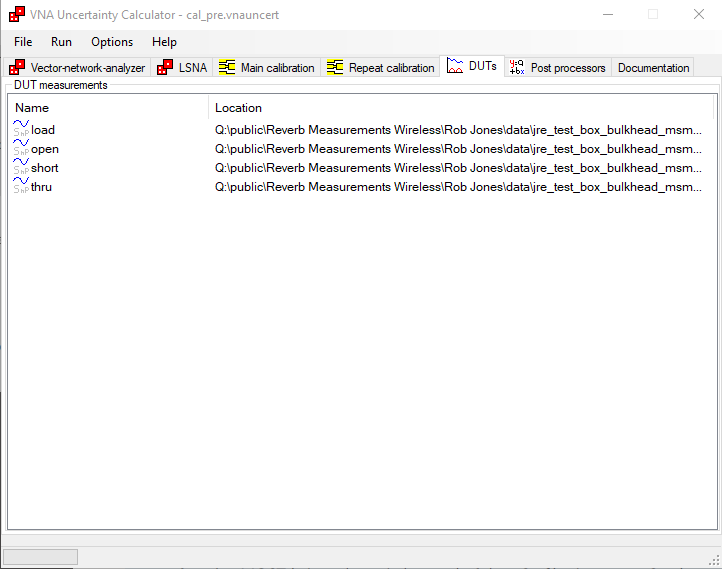 VNA Uncertainty Calculator - cal_pre.vnauncert
File Run Options Help
Vector-network-analyzer LSNA Main calibration Repeat calibration DUTs Post processors Documentation
DUT measurements
Name Location
load Q:\public\Reverb Measurements Wireless\Rob Jones\data\jre_test_box_bulkhead_msm...
open Q:\public\Reverb Measurements Wireless\Rob Jones\data\jre_test_box_bulkhead_msm...
short Q:\public\Reverb Measurements Wireless\Rob Jones\data\jre_test_box_bulkhead_msm...
thru Q:\public\Reverb Measurements Wireless\Rob Jones\data\jre_test_box_bulkhead_msm...